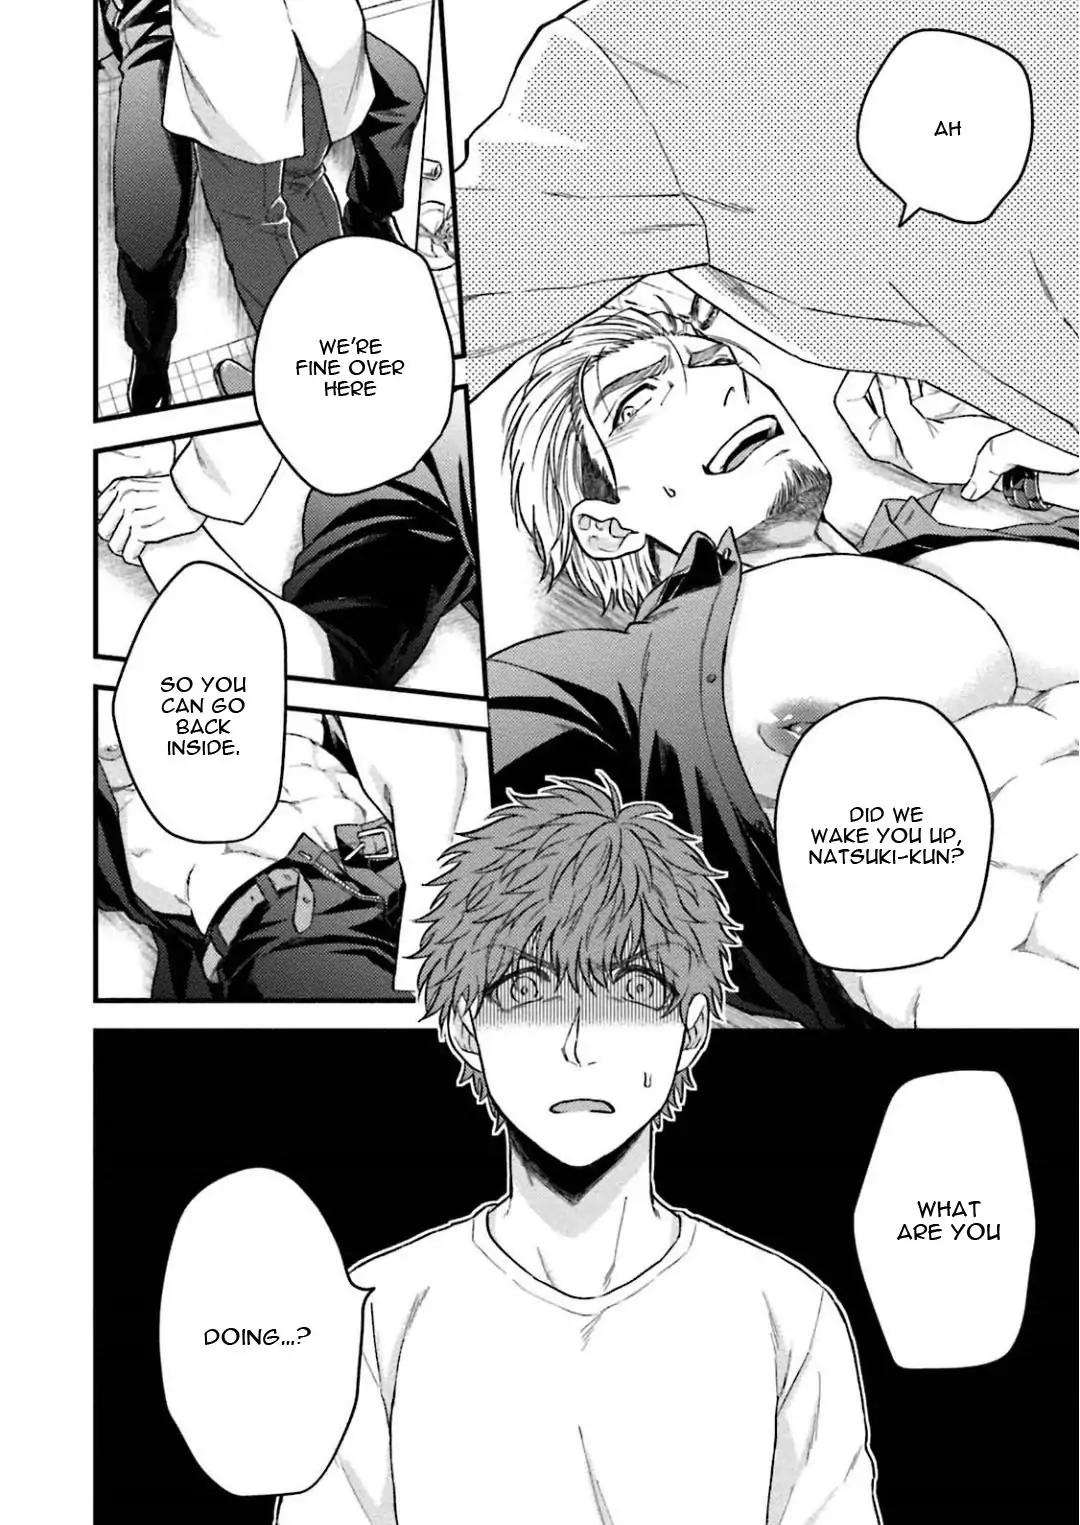 AH
DID WE
WAKE YOU UP,
NATSUKI-KUN?
WE'RE
FINE OVER
HERE
SO YOU
CAN GO
BACK
INSIDE.
WHAT
ARE YOU
DOING...?